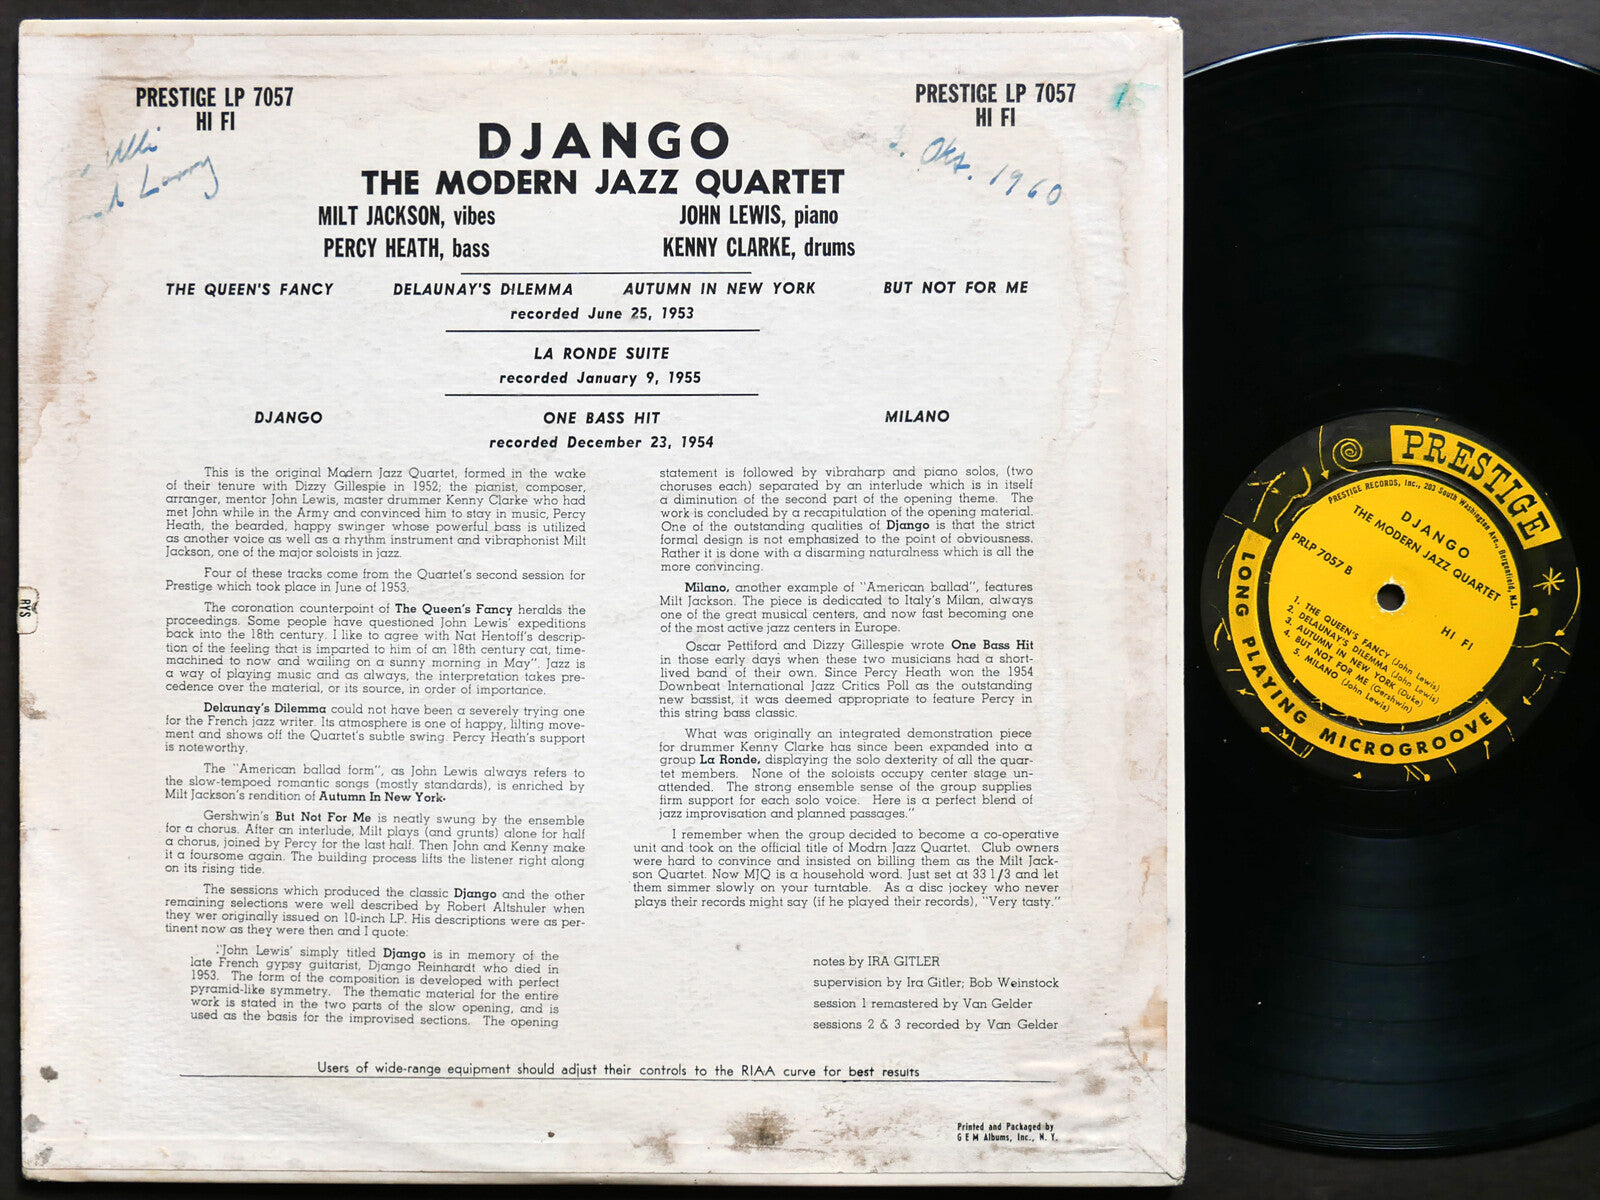 PRESTIGE LP 7057
HI FI
PRESTIGE LP 7057
HI FI
15
Ulli
Larry
2. Okt. 1960
DJANGO
THE MODERN JAZZ QUARTET
MILT JACKSON, vibes
JOHN LEWIS, piano
PERCY HEATH, bass
KENNY CLARKE, drums
THE QUEEN'S FANCY DELAUNAY'S DILEMMA AUTUMN IN NEW YORK BUT NOT FOR ME
recorded June 25, 1953
LA RONDE SUITE
recorded January 9, 1955
DJANGO ONE BASS HIT MILANO
recorded December 23, 1954
This is the original Modern Jazz Quartet, formed in the wake
of their tenure with Dizzy Gillespie in 1952; the pianist, composer,
arranger, mentor John Lewis, master drummer Kenny Clarke who had
met John while in the Army and convinced him to stay in music, Percy
Heath, the bearded, happy swinger whose powerful bass is utilized
as another voice as well as a rhythm instrument and vibraphonist Milt
Jackson, one of the major soloists in jazz.
Four of these tracks come from the Quartet's second session for
Prestige which took place in June of 1953.
The coronation counterpoint of The Queen's Fancy heralds the
proceedings. Some people have questioned John Lewis' expeditions
back into the 18th century. I like to agree with Nat Hentoff's descrip-
tion of the feeling that is imparted to him of an 18th century cat, time-
machined to now and wailing on a sunny morning in May". Jazz is
a way of playing music and as always, the interpretation takes pre-
cedence over the material, or its source, in order of importance.
Delaunay's Dilemma could not have been a severely trying one
for the French jazz writer. Its atmosphere is one of happy, lilting move-
ment and shows off the Quartet's subtle swing. Percy Heath's support
is noteworthy.
The "American ballad form", as John Lewis always refers to
the slow-tempoed romantic songs (mostly standards), is enriched by
Milt Jackson's rendition of Autumn In New York.
Gershwin's But Not For Me is neatly swung by the ensemble
for a chorus. After an interlude, Milt plays (and grunts) alone for half
a chorus, joined by Percy for the last half. Then John and Kenny make
it a foursome again. The building process lifts the listener right along
on its rising tide.
The sessions which produced the classic Django and the other
remaining selections were well described by Robert Altshuler when
they wer originally issued on 10-inch LP. His descriptions were as per-
tinent now as they were then and I quote:
"John Lewis' simply titled Django is in memory of the
late French gypsy guitarist, Django Reinhardt who died in
1953. The form of the composition is developed with perfect
pyramid-like symmetry. The thematic material for the entire
work is stated in the two parts of the slow opening, and is
used as the basis for the improvised sections. The opening
statement is followed by vibraharp and piano solos, (two
choruses each) separated by an interlude which is in itself
a diminution of the second part of the opening theme. The
work is concluded by a recapitulation of the opening material.
One of the outstanding qualities of Django is that the strict
formal design is not emphasized to the point of obviousness.
Rather it is done with a disarming naturalness which is all the
more convincing.
Milano, another example of "American ballad", features
Milt Jackson. The piece is dedicated to Italy's Milan, always
one of the great musical centers, and now fast becoming one
of the most active jazz centers in Europe.
Oscar Pettiford and Dizzy Gillespie wrote One Bass Hit
in those early days when these two musicians had a short-
lived band of their own. Since Percy Heath won the 1954
Downbeat International Jazz Critics Poll as the outstanding
new bassist, it was deemed appropriate to feature Percy in
this string bass classic.
What was originally an integrated demonstration piece
for drummer Kenny Clarke has since been expanded into a
group La Ronde, displaying the solo dexterity of all the quar-
tet members. None of the soloists occupy center stage un-
attended. The strong ensemble sense of the group supplies
firm support for each solo voice. Here is a perfect blend of
jazz improvisation and planned passages."
I remember when the group decided to become a co-operative
unit and took on the official title of Modrn Jazz Quartet. Club owners
were hard to convince and insisted on billing them as the Milt Jack-
son Quartet. Now MJQ is a household word. Just set at 33 1/3 and let
them simmer slowly on your turntable. As a disc jockey who never
plays their records might say (if he played their records), "Very tasty."
notes by IRA GITLER
supervision by Ira Gitler; Bob Weinstock
session 1 remastered by Van Gelder
sessions 2 & 3 recorded by Van Gelder
Users of wide-range equipment should adjust their controls to the RIAA curve for best results
Printed and Packaged by
G E M Albums, Inc., N. Y.
RYS
PRESTIGE
PRESTIGE RECORDS, Inc., 203 South Washington Ave., Bergenfield, N.J.
DJANGO
THE MODERN JAZZ QUARTET
PRLP 7057 B
HI FI
1. THE QUEEN'S FANCY (John Lewis)
2. DELAUNAY'S DILEMMA (John Lewis)
3. AUTUMN IN NEW YORK (Duke)
4. BUT NOT FOR ME (Gershwin)
5. MILANO (John Lewis)
LONG PLAYING MICROGROOVE